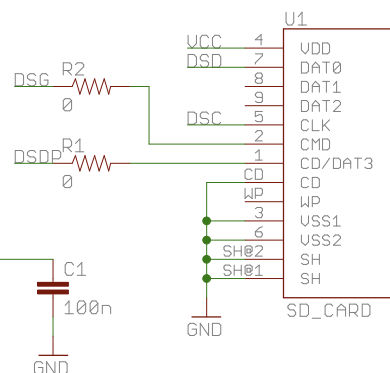 U1
VCC 4 VDD
DSD 7 DAT0
DSG R2 8 DAT1
0 9 DAT2
DSC 5 CLK
R1 2 CMD
DSDP 1 CD/DAT3
0 CD CD
WP WP
3 VSS1
6 VSS2
SH@2 SH
C1 SH@1 SH
100n SD_CARD
GND
GND